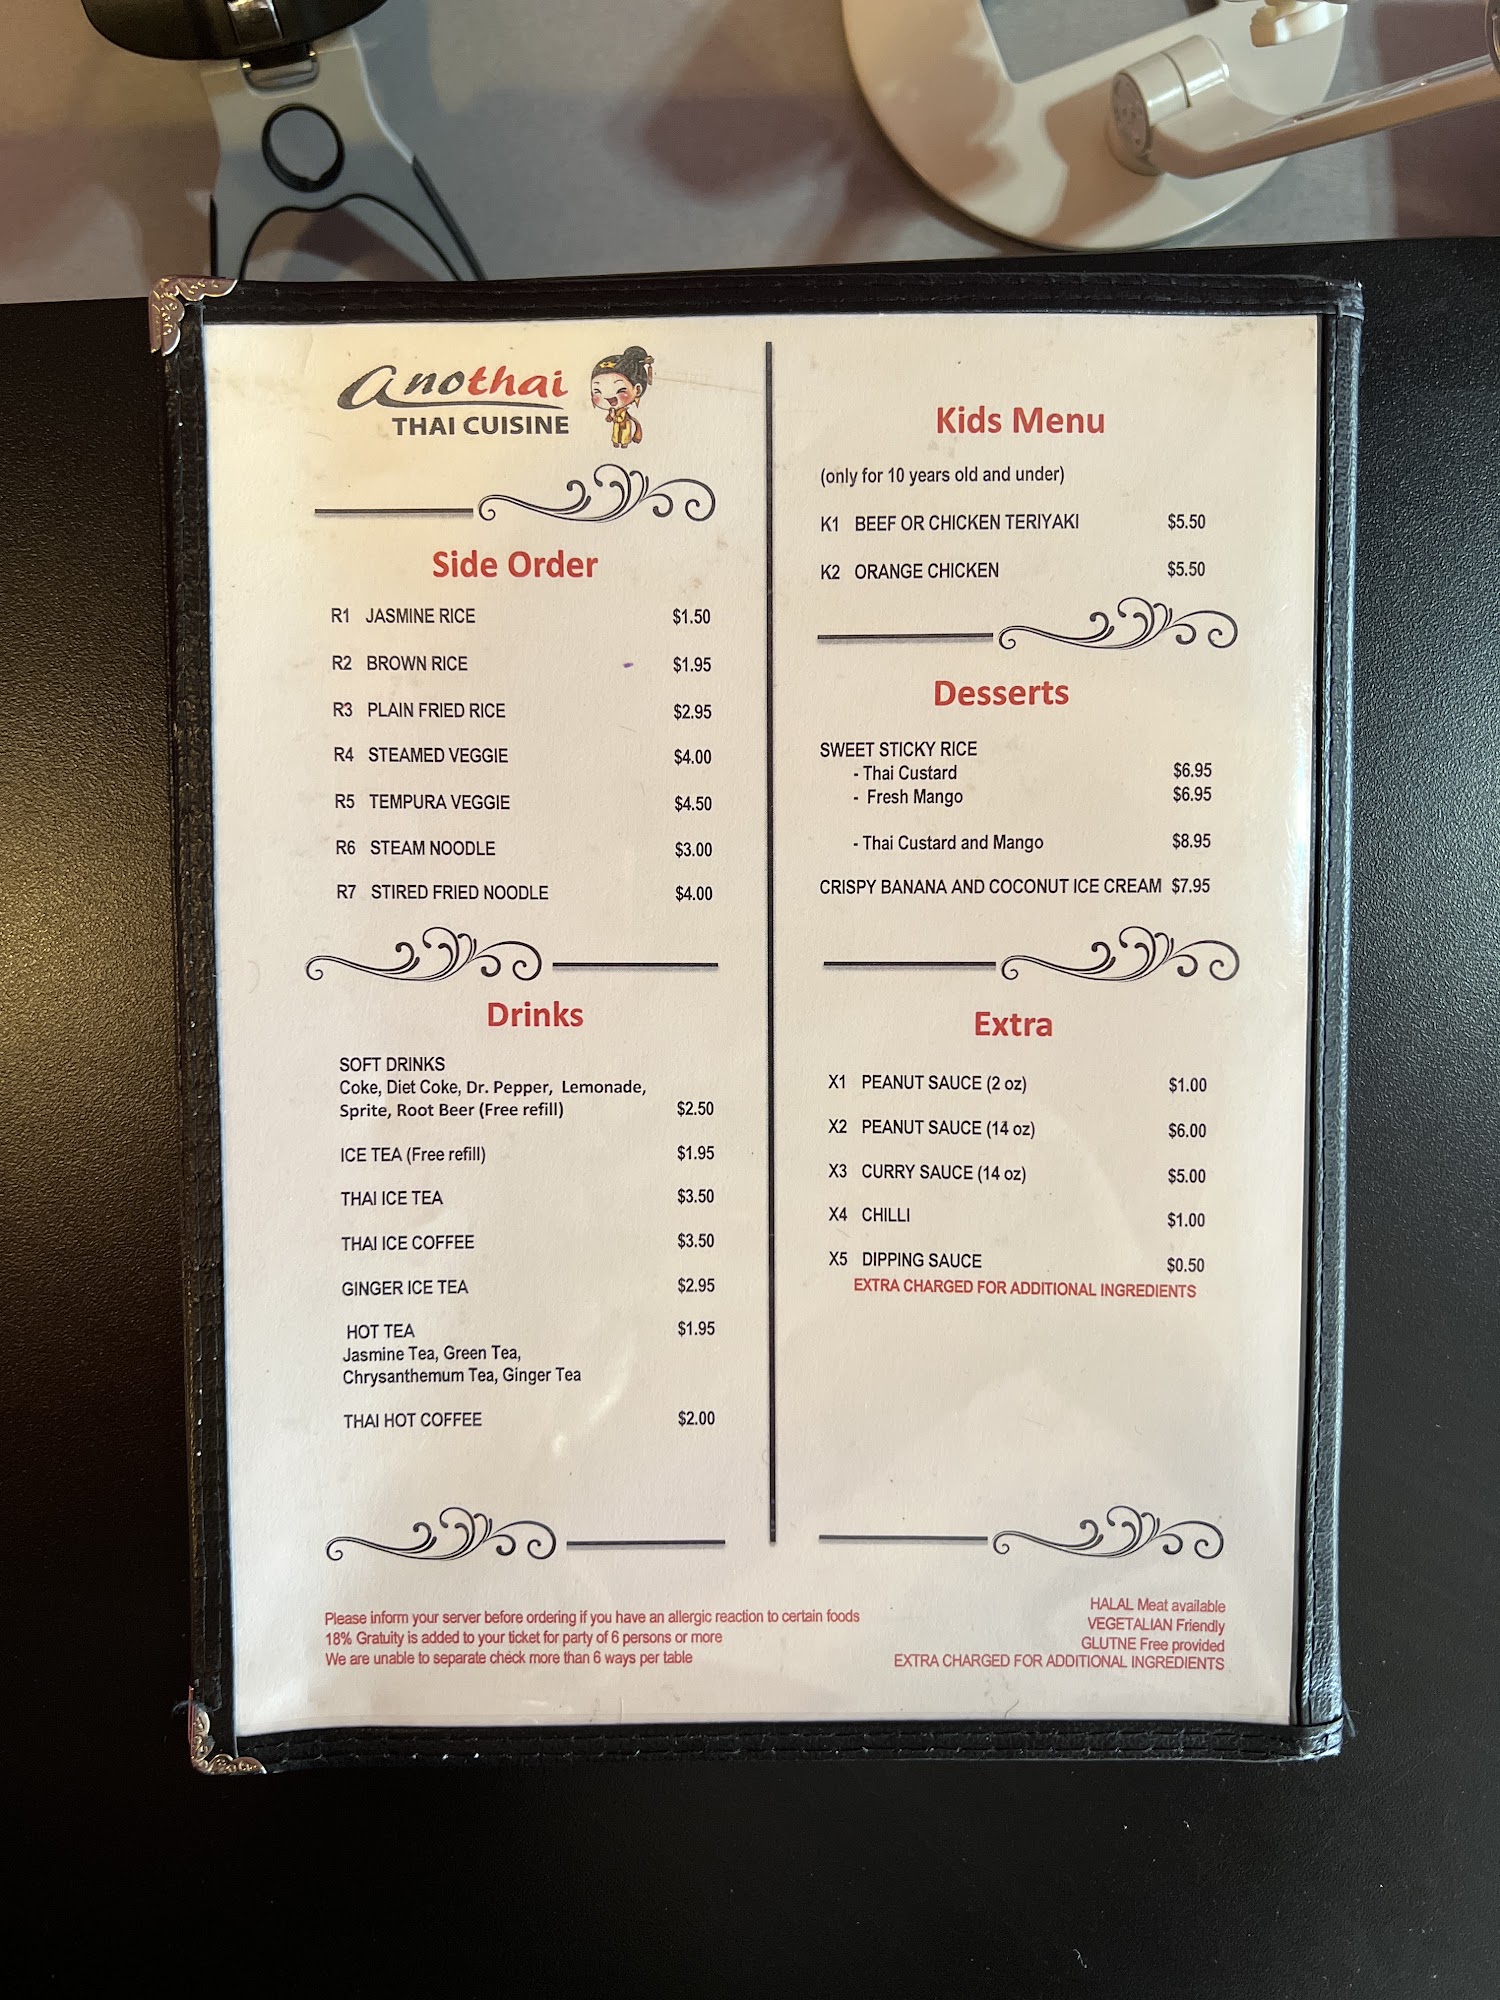 anothai
THAI CUISINE
Side Order
R1 JASMINE RICE $1.50
R2 BROWN RICE $1.95
R3 PLAIN FRIED RICE $2.95
R4 STEAMED VEGGIE $4.00
R5 TEMPURA VEGGIE $4.50
R6 STEAM NOODLE $3.00
R7 STIRED FRIED NOODLE $4.00
Drinks
SOFT DRINKS
Coke, Diet Coke, Dr. Pepper, Lemonade,
Sprite, Root Beer (Free refill) $2.50
ICE TEA (Free refill) $1.95
THAI ICE TEA $3.50
THAI ICE COFFEE $3.50
GINGER ICE TEA $2.95
HOT TEA $1.95
Jasmine Tea, Green Tea,
Chrysanthemum Tea, Ginger Tea
THAI HOT COFFEE $2.00
Kids Menu
(only for 10 years old and under)
K1 BEEF OR CHICKEN TERIYAKI $5.50
K2 ORANGE CHICKEN $5.50
Desserts
SWEET STICKY RICE
- Thai Custard $6.95
- Fresh Mango $6.95
- Thai Custard and Mango $8.95
CRISPY BANANA AND COCONUT ICE CREAM $7.95
Extra
X1 PEANUT SAUCE (2 oz) $1.00
X2 PEANUT SAUCE (14 oz) $6.00
X3 CURRY SAUCE (14 oz) $5.00
X4 CHILLI $1.00
X5 DIPPING SAUCE $0.50
EXTRA CHARGED FOR ADDITIONAL INGREDIENTS
Please inform your server before ordering if you have an allergic reaction to certain foods
18% Gratuity is added to your ticket for party of 6 persons or more
We are unable to separate check more than 6 ways per table
HALAL Meat available
VEGETALIAN Friendly
GLUTNE Free provided
EXTRA CHARGED FOR ADDITIONAL INGREDIENTS